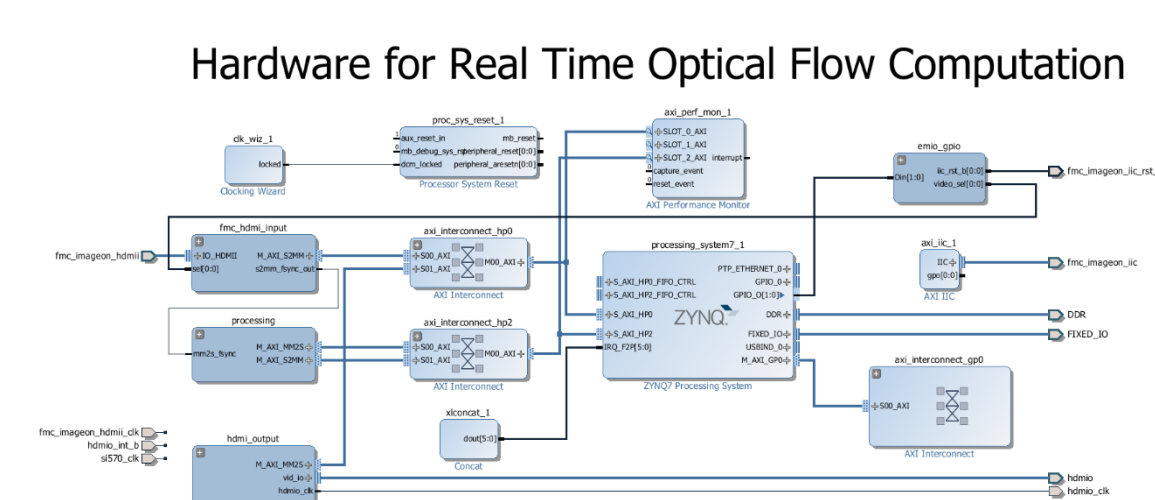 Hardware for Real Time Optical Flow Computation
axi_perf_mon_1
SLOT_0_AXI
SLOT_1_AXI
SLOT_2_AXI interrupt
capture_event
reset_event
AXI Performance Monitor
proc_sys_reset_1
aux_reset_in mb_reset
mb_debug_sys_rst peripheral_reset[0:0]
dcm_locked peripheral_aresetn[0:0]
Processor System Reset
clk_wiz_1
locked
Clocking Wizard
emio_gpio
Din[1:0]
iic_rst_b[0:0]
video_sel[0:0]
fmc_imageon_iic_rst_
fmc_hdmi_input
fmc_imageon_hdmii
IO_HDMII M_AXI_S2MM
sel[0:0] s2mm_fsync_out
axi_interconnect_hp0
S00_AXI
S01_AXI
M00_AXI
AXI Interconnect
processing_system7_1
PTP_ETHERNET_0
S_AXI_HP0_FIFO_CTRL GPIO_0
S_AXI_HP2_FIFO_CTRL GPIO_O[1:0]
S_AXI_HP0 ZYNQ DDR
S_AXI_HP2 FIXED_IO
IRQ_F2P[5:0] USBIND_0
M_AXI_GP0
ZYNQ7 Processing System
axi_iic_1
IIC
gpo[0:0]
AXI IIC
fmc_imageon_iic
DDR
FIXED_IO
processing
mm2s_fsync
M_AXI_MM2S
M_AXI_S2MM
axi_interconnect_hp2
S00_AXI
S01_AXI
M00_AXI
AXI Interconnect
axi_interconnect_gp0
S00_AXI
AXI Interconnect
xlconcat_1
dout[5:0]
Concat
fmc_imageon_hdmii_clk
hdmio_int_b
si570_clk
hdmi_output
M_AXI_MM2S
vid_io
hdmio_clk
hdmio
hdmio_clk